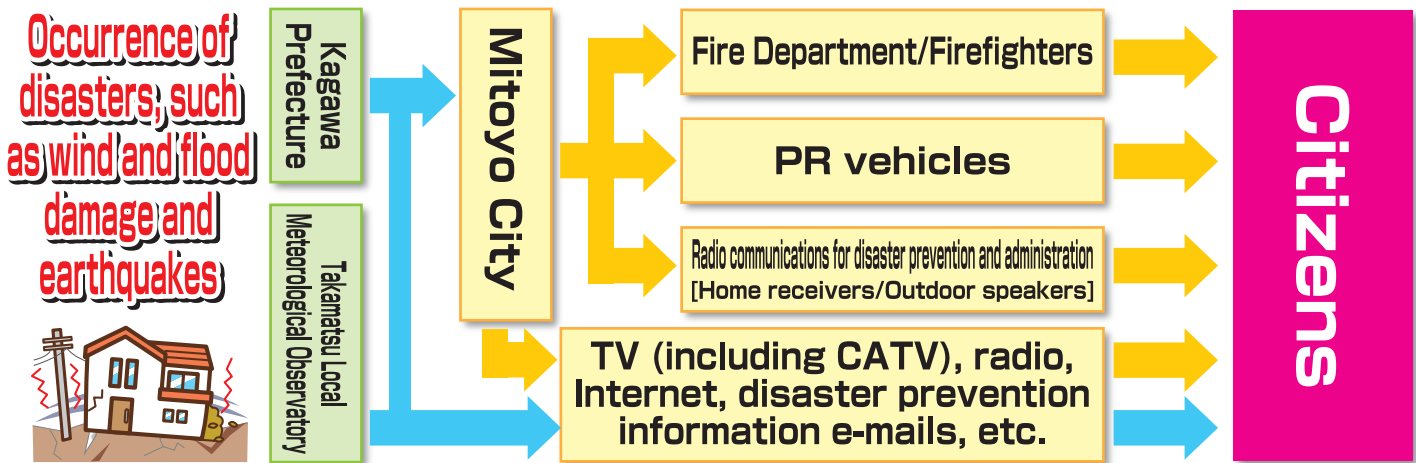 Occurrence of
disasters, such
as wind and flood
damage and
earthquakes
Kagawa
Prefecture
Takamatsu Local
Meteorological Observatory
Mitoyo City
Fire Department/Firefighters
PR vehicles
Radio communications for disaster prevention and administration
[Home receivers/Outdoor speakers]
TV (including CATV), radio,
Internet, disaster prevention
information e-mails, etc.
Citizens